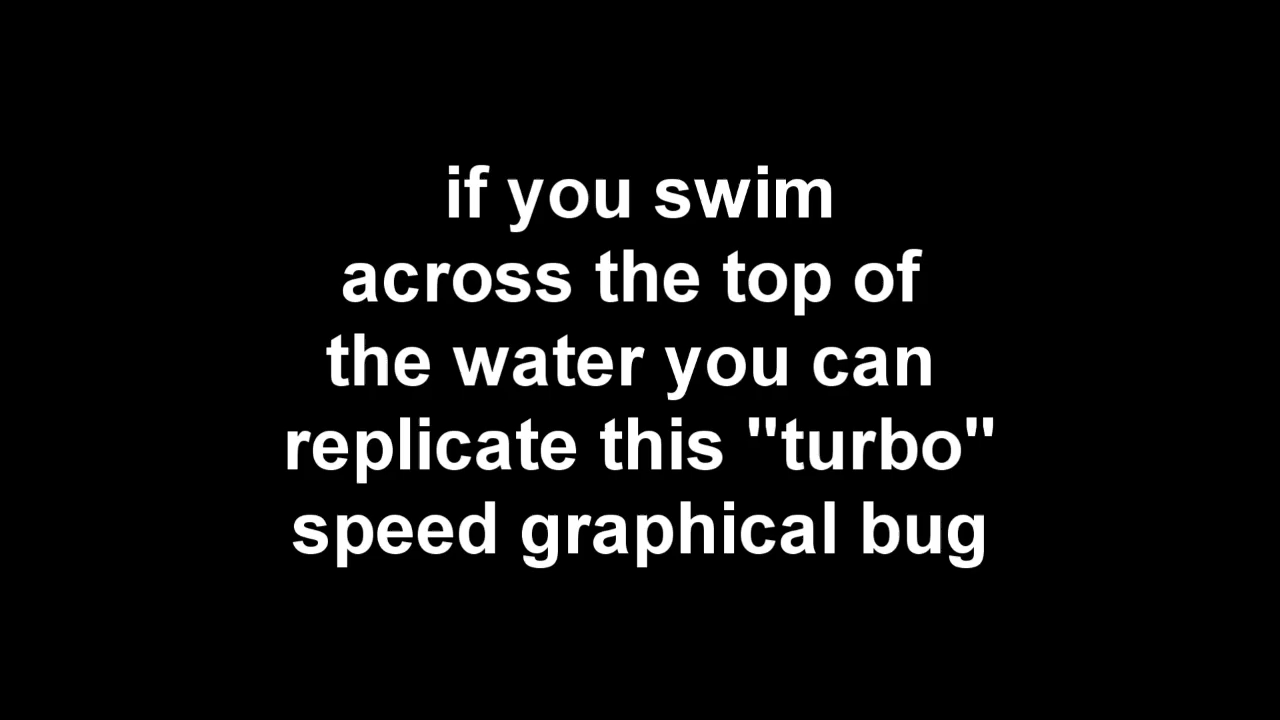 if you swim
across the top of
the water you can
replicate this "turbo"
speed graphical bug